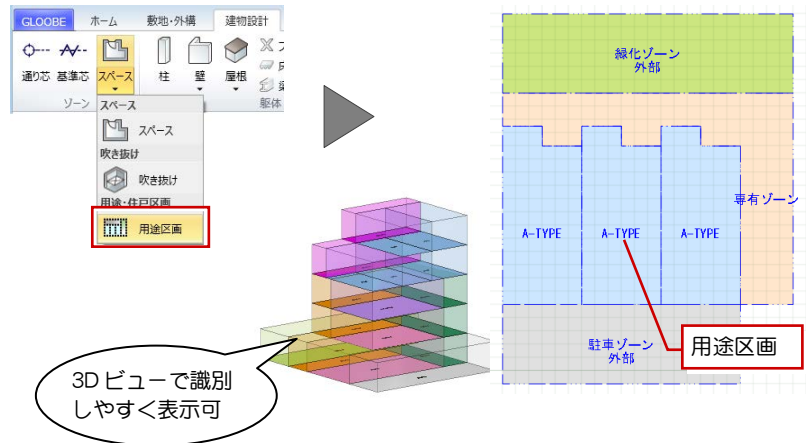 GLOOBE ホーム 敷地・外構 建物設計
通り芯 基準芯 スペース 柱 壁 屋根
ゾーン 躯体
スペース
スペース
吹き抜け
吹き抜け
用途・住戸区画
用途区画
3Dビューで識別
しやすく表示可
緑化ゾーン
外部
専有ゾーン
A-TYPE A-TYPE A-TYPE
駐車ゾーン
外部
用途区画